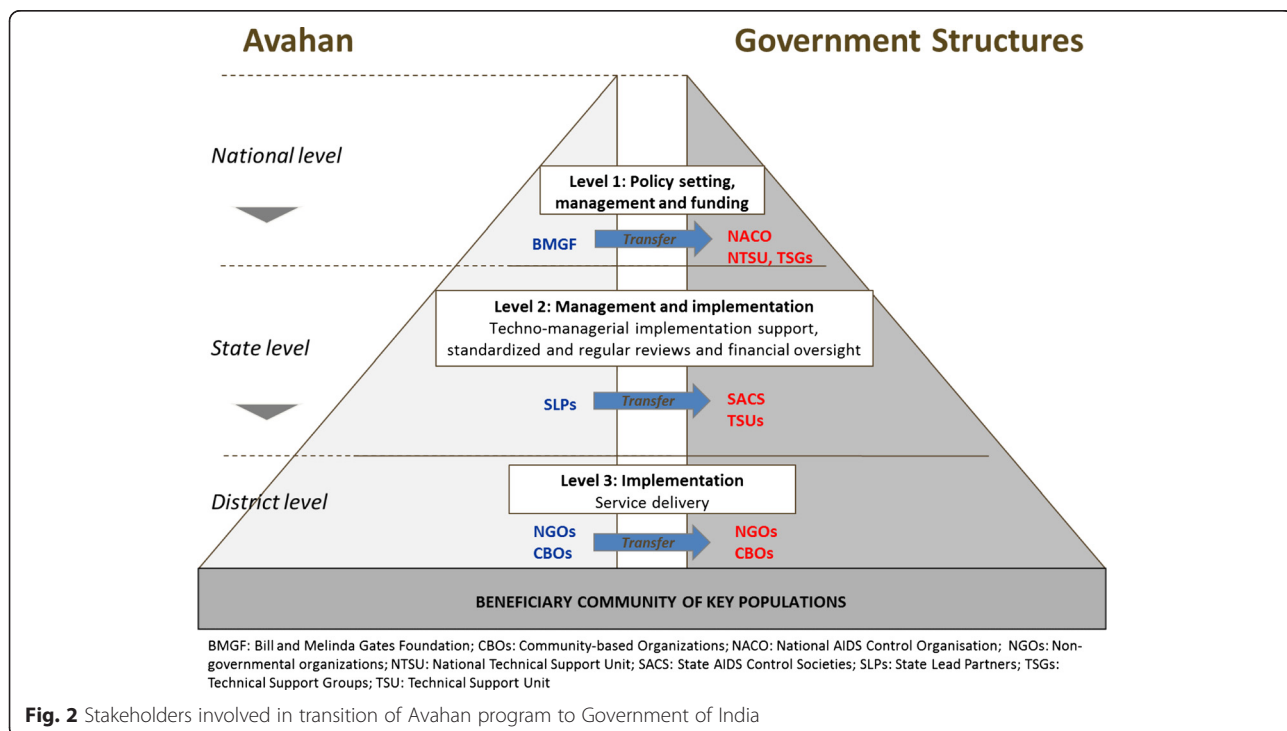 Avahan
Government Structures
National level
Level 1: Policy setting,
management and funding
BMGF
Transfer
NACO
NTSU, TSGs
Level 2: Management and implementation
Techno-managerial implementation support,
standardized and regular reviews and financial oversight
State level
SLPs
Transfer
SACS
TSUs
Level 3: Implementation
Service delivery
District level
NGOs
CBOs
Transfer
NGOs
CBOs
BENEFICIARY COMMUNITY OF KEY POPULATIONS
BMGF: Bill and Melinda Gates Foundation; CBOs: Community-based Organizations; NACO: National AIDS Control Organisation; NGOs: Non-
governmental organizations; NTSU: National Technical Support Unit; SACS: State AIDS Control Societies; SLPs: State Lead Partners; TSGs:
Technical Support Groups; TSU: Technical Support Unit
Fig. 2 Stakeholders involved in transition of Avahan program to Government of India